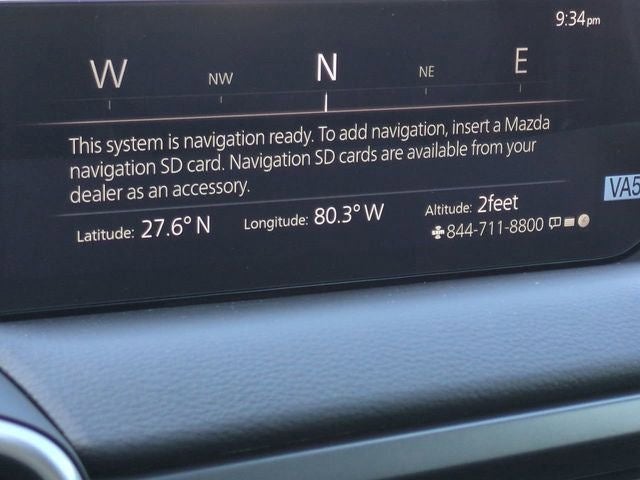 9:34pm
W NW N NE E
This system is navigation ready. To add navigation, insert a Mazda
navigation SD card. Navigation SD cards are available from your
dealer as an accessory.
VA5
Latitude: 27.6° N Longitude: 80.3° W Altitude: 2feet
844-711-8800